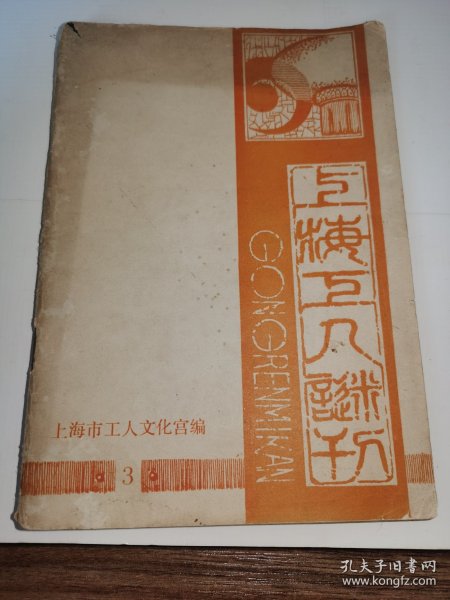 上海工人謎刊
GONGRENMIKAN
上海市工人文化宫编
3
孔夫子旧书网
www.kongfz.com